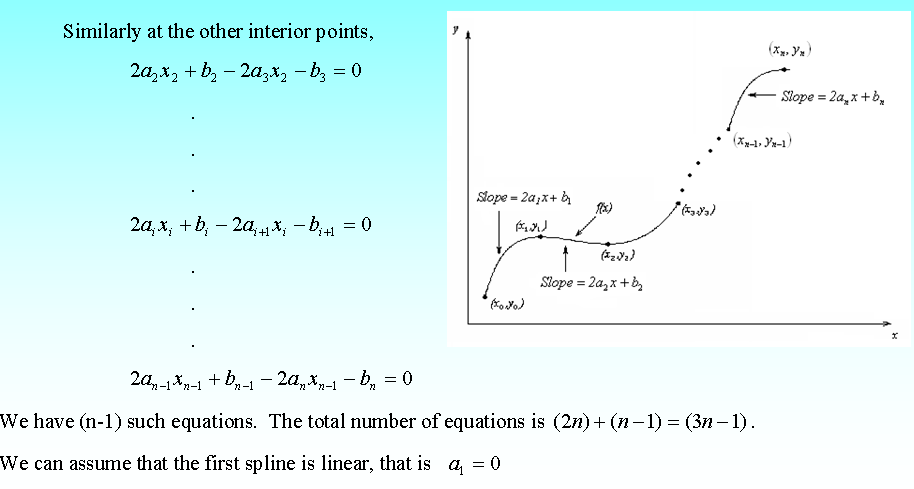 Similarly at the other interior points,
2a₂x₂ + b₂ − 2a₃x₂ − b₃ = 0
.
.
.
2aᵢxᵢ + bᵢ − 2aᵢ₊₁xᵢ − bᵢ₊₁ = 0
.
.
.
2aₙ₋₁xₙ₋₁ + bₙ₋₁ − 2aₙxₙ₋₁ − bₙ = 0
y
(xₙ, yₙ)
Slope = 2aₙx + bₙ
(xₙ₋₁, yₙ₋₁)
Slope = 2a₁x + b₁
f(x)
(x₃,y₃)
(x₁,y₁)
(x₂,y₂)
Slope = 2a₂x + b₂
(x₀,y₀)
x
We have (n-1) such equations. The total number of equations is (2n) + (n − 1) = (3n − 1).
We can assume that the first spline is linear, that is a₁ = 0